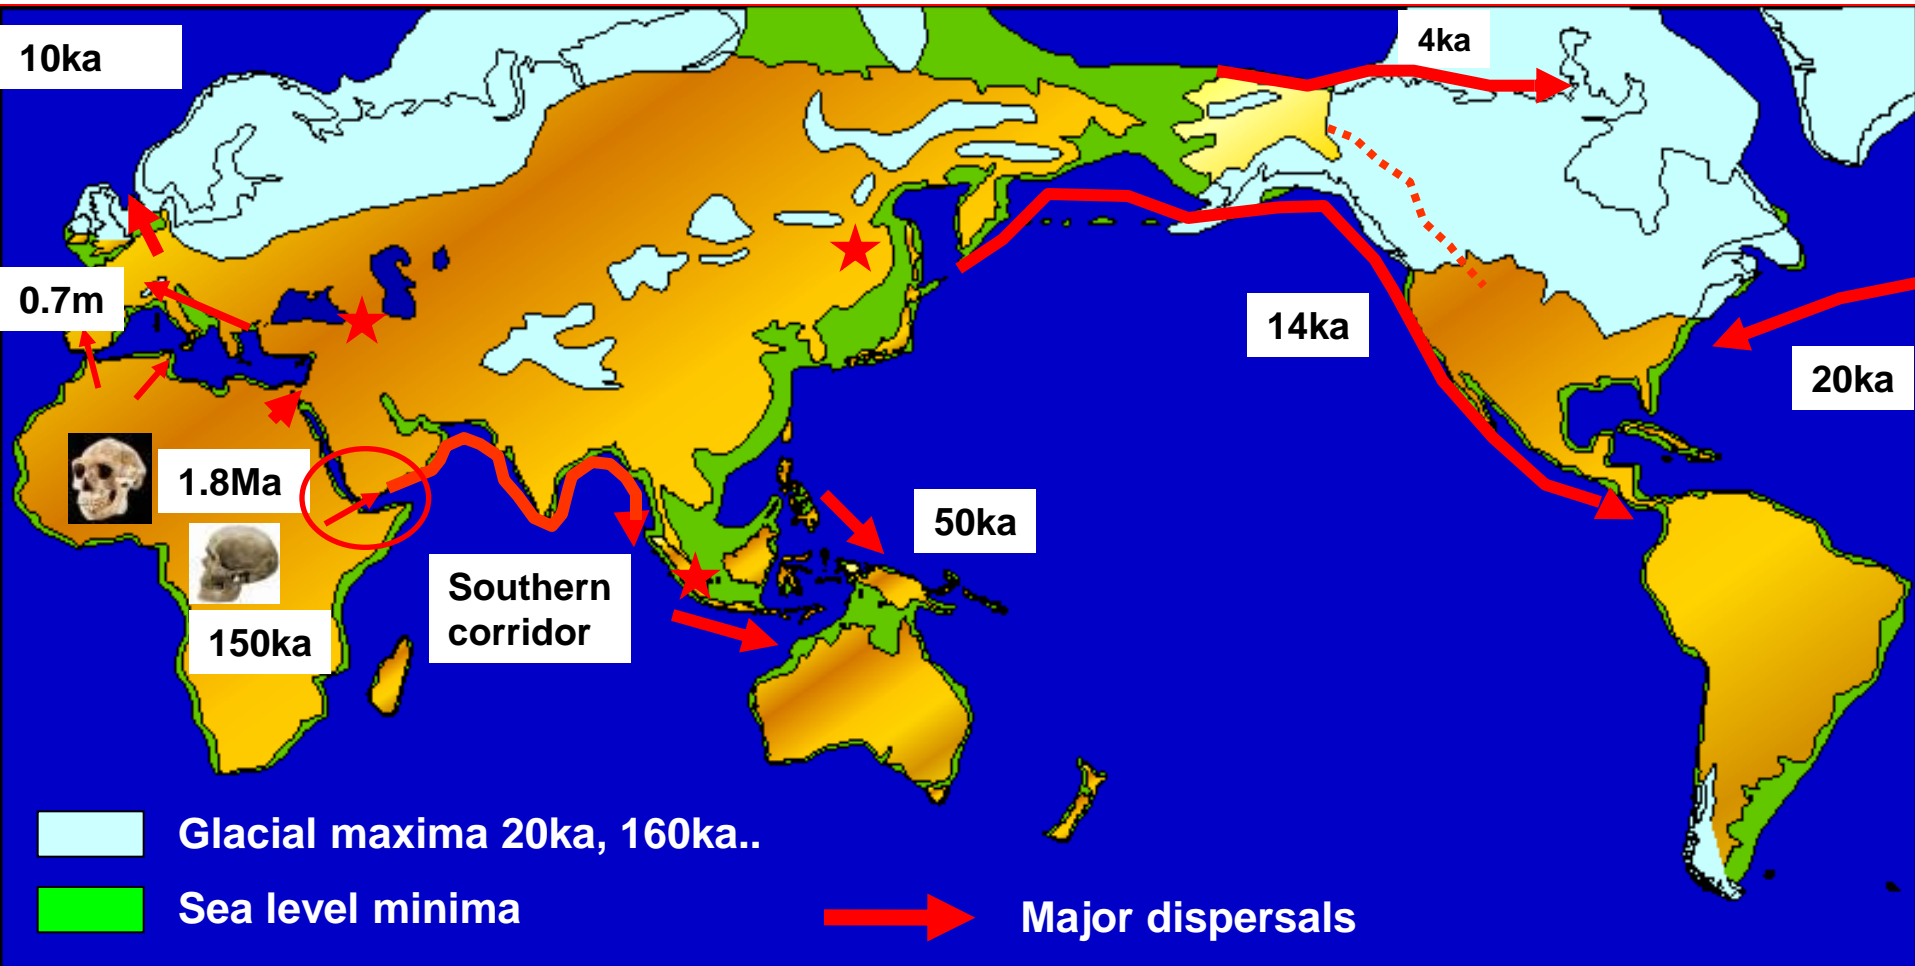 10ka
4ka
0.7m
14ka
20ka
1.8Ma
50ka
Southern
corridor
150ka
Glacial maxima 20ka, 160ka..
Sea level minima
Major dispersals